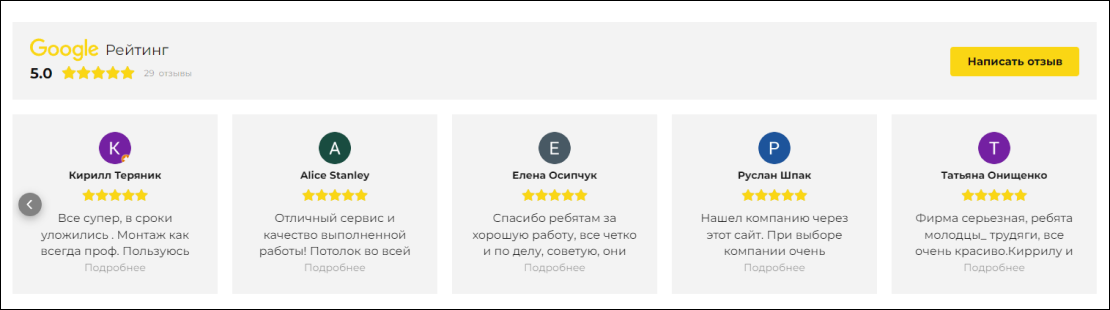 Google Рейтинг
5.0 29 отзывы
Написать отзыв
К
Кирилл Теряник
Все супер, в сроки
уложились . Монтаж как
всегда проф. Пользуюсь
Подробнее
A
Alice Stanley
Отличный сервис и
качество выполненной
работы! Потолок во всей
Подробнее
Е
Елена Осипчук
Спасибо ребятам за
хорошую работу, все четко
и по делу, советую, они
Подробнее
Р
Руслан Шпак
Нашел компанию через
этот сайт. При выборе
компании очень
Подробнее
Т
Татьяна Онищенко
Фирма серьезная, ребята
молодцы_ трудяги, все
очень красиво.Киррилу и
Подробнее